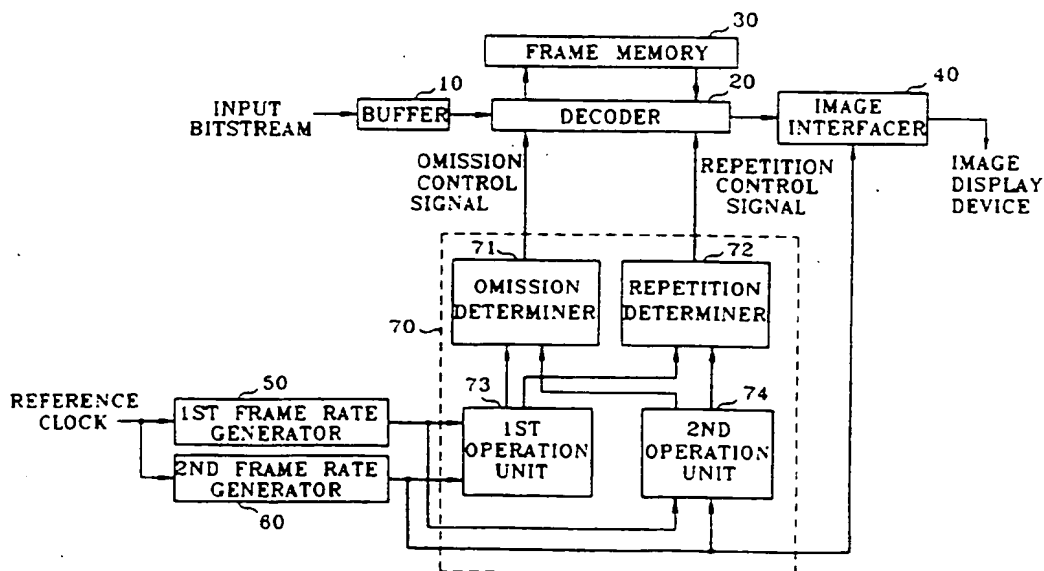 30
FRAME MEMORY
10
20
40
INPUT
BITSTREAM
BUFFER
DECODER
IMAGE
INTERFACER
OMISSION
CONTROL
SIGNAL
REPETITION
CONTROL
SIGNAL
IMAGE
DISPLAY
DEVICE
71
72
OMISSION
DETERMINER
REPETITION
DETERMINER
70
73
74
REFERENCE
CLOCK
50
1ST FRAME RATE
GENERATOR
1ST
OPERATION
UNIT
2ND
OPERATION
UNIT
2ND FRAME RATE
GENERATOR
60